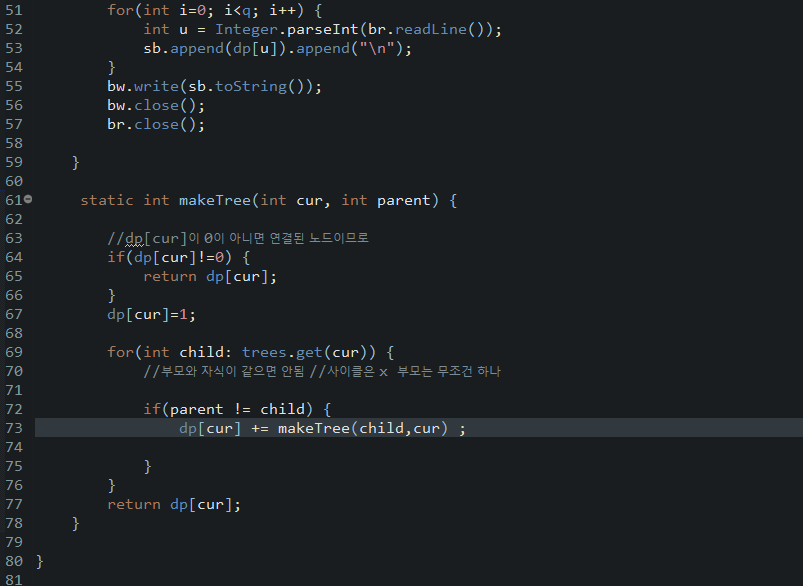 51 for(int i=0; i<q; i++) {
52 int u = Integer.parseInt(br.readLine());
53 sb.append(dp[u]).append("\n");
54 }
55 bw.write(sb.toString());
56 bw.close();
57 br.close();
58
59 }
60
61 static int makeTree(int cur, int parent) {
62
63 //dp[cur]이 0이 아니면 연결된 노드이므로
64 if(dp[cur]!=0) {
65 return dp[cur];
66 }
67 dp[cur]=1;
68
69 for(int child: trees.get(cur)) {
70 //부모와 자식이 같으면 안됨 //사이클은 x 부모는 무조건 하나
71
72 if(parent != child) {
73 dp[cur] += makeTree(child,cur) ;
74
75 }
76 }
77 return dp[cur];
78 }
79
80 }
81